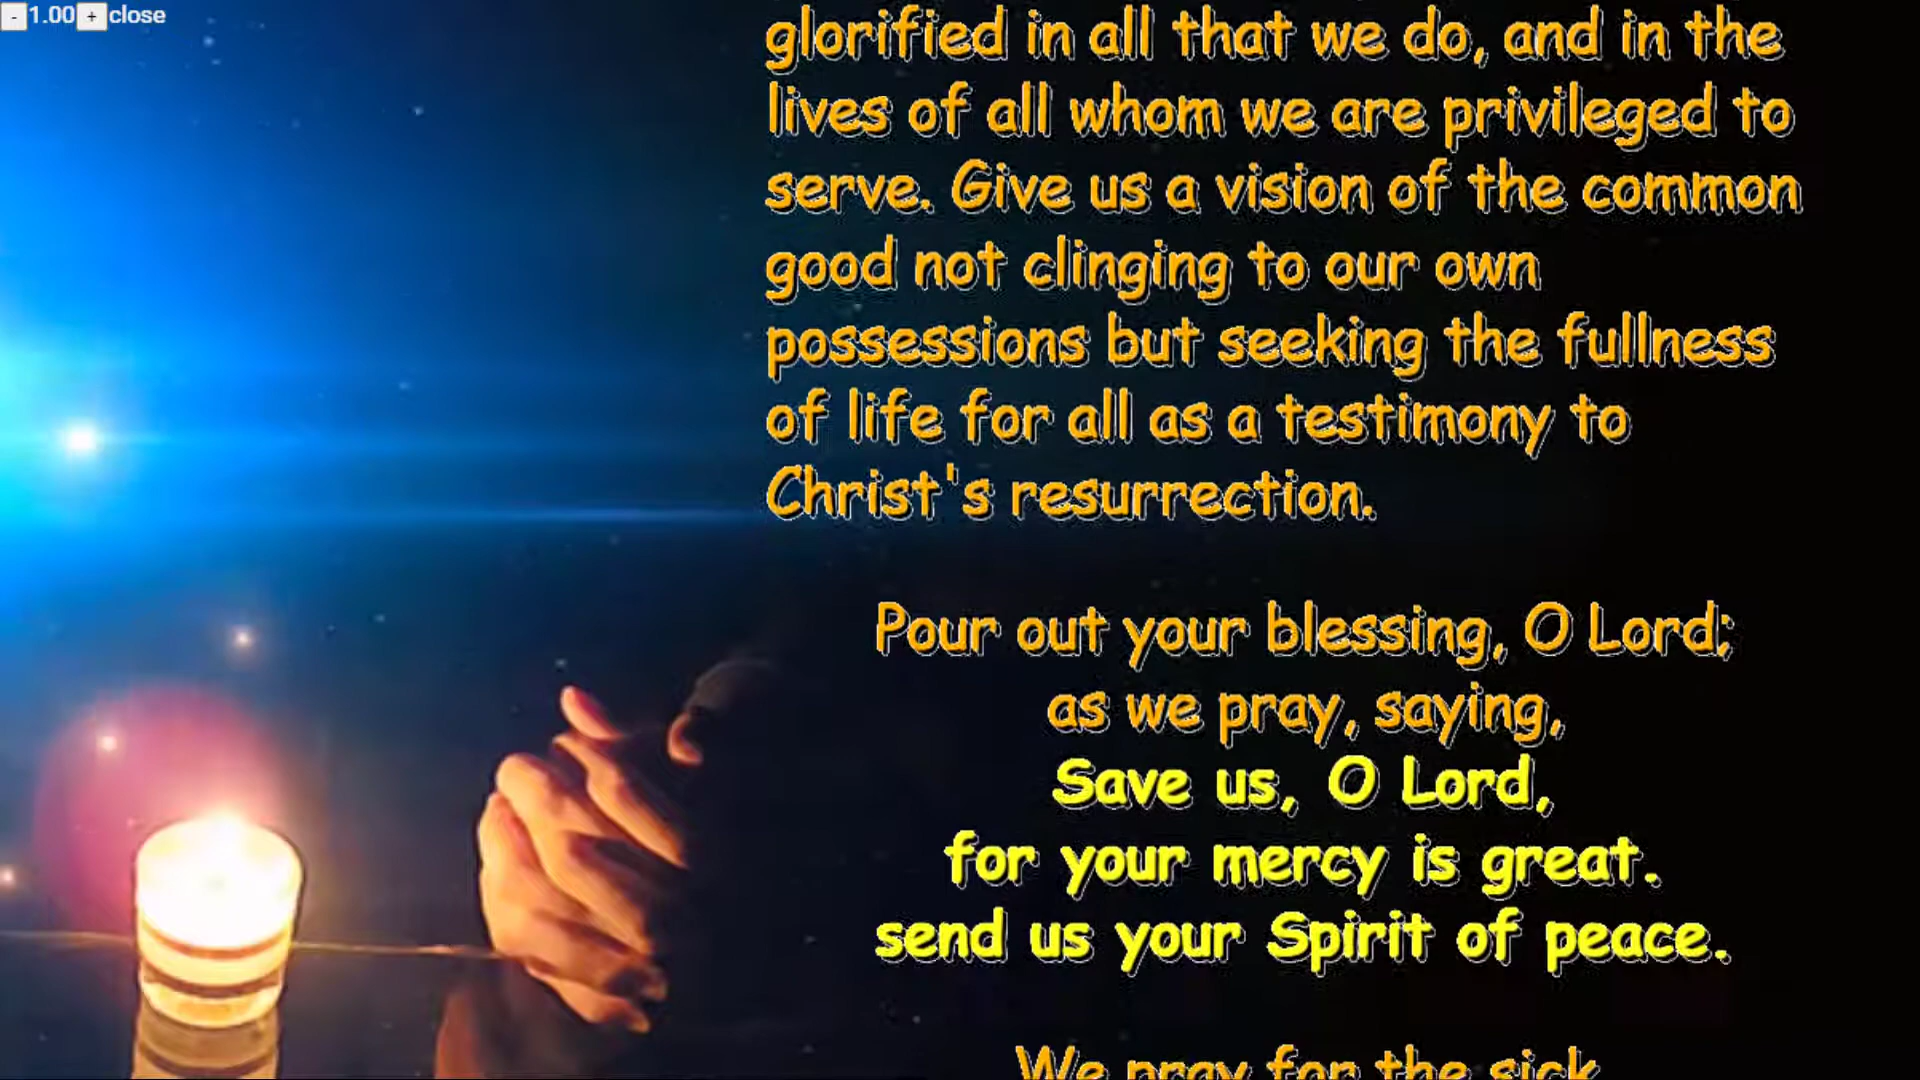 - 1.00 + close
glorified in all that we do, and in the
lives of all whom we are privileged to
serve. Give us a vision of the common
good not clinging to our own
possessions but seeking the fullness
of life for all as a testimony to
Christ's resurrection.
Pour out your blessing, O Lord;
as we pray, saying,
Save us, O Lord,
for your mercy is great.
send us your Spirit of peace.
We pray for the sick